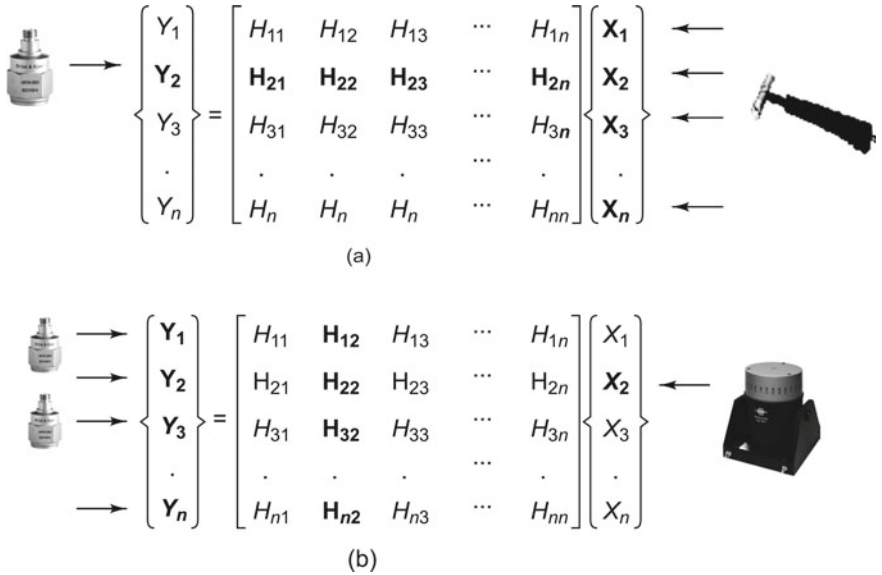 Y₁ H₁₁ H₁₂ H₁₃ ... H₁ₙ X₁
Y₂ H₂₁ H₂₂ H₂₃ H₂ₙ X₂
Y₃ = H₃₁ H₃₂ H₃₃ ... H₃ₙ X₃
. . . . ... . .
Yₙ Hₙ Hₙ Hₙ ... Hₙₙ Xₙ
(a)
Y₁ H₁₁ H₁₂ H₁₃ ... H₁ₙ X₁
Y₂ H₂₁ H₂₂ H₂₃ ... H₂ₙ X₂
Y₃ = H₃₁ H₃₂ H₃₃ ... H₃ₙ X₃
. . . . ... . .
Yₙ Hₙ₁ Hₙ₂ Hₙ₃ ... Hₙₙ Xₙ
(b)